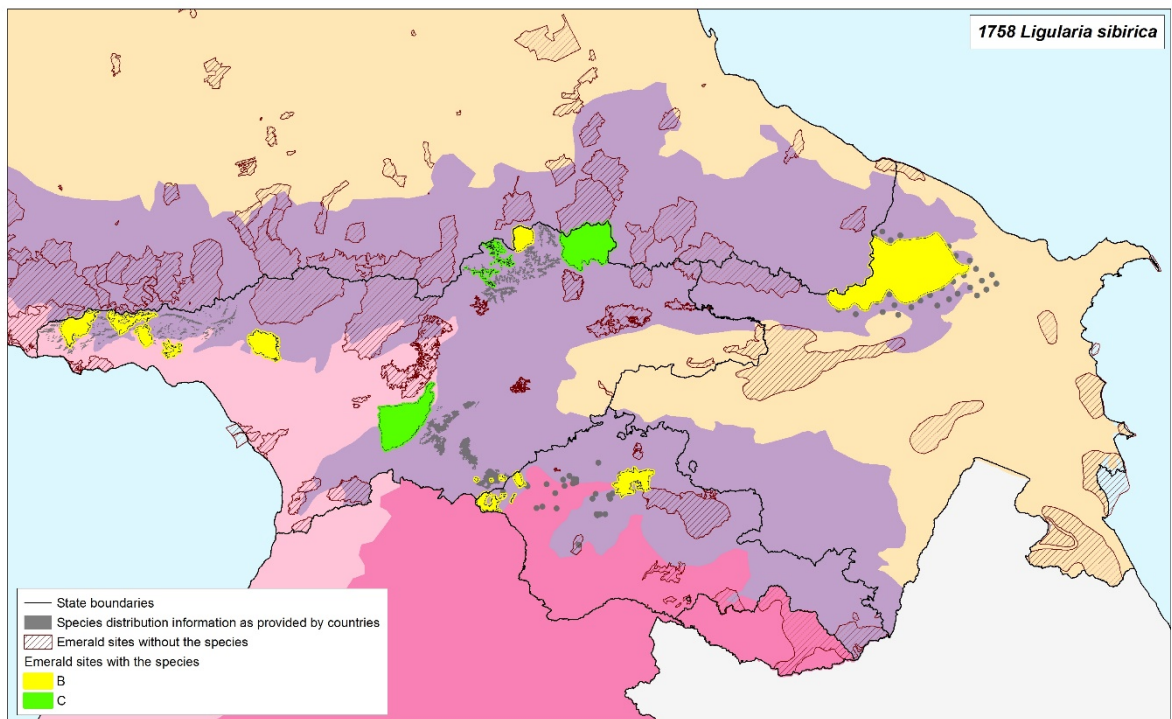 1758 Ligularia sibirica
State boundaries
Species distribution information as provided by countries
Emerald sites without the species
Emerald sites with the species
B
C